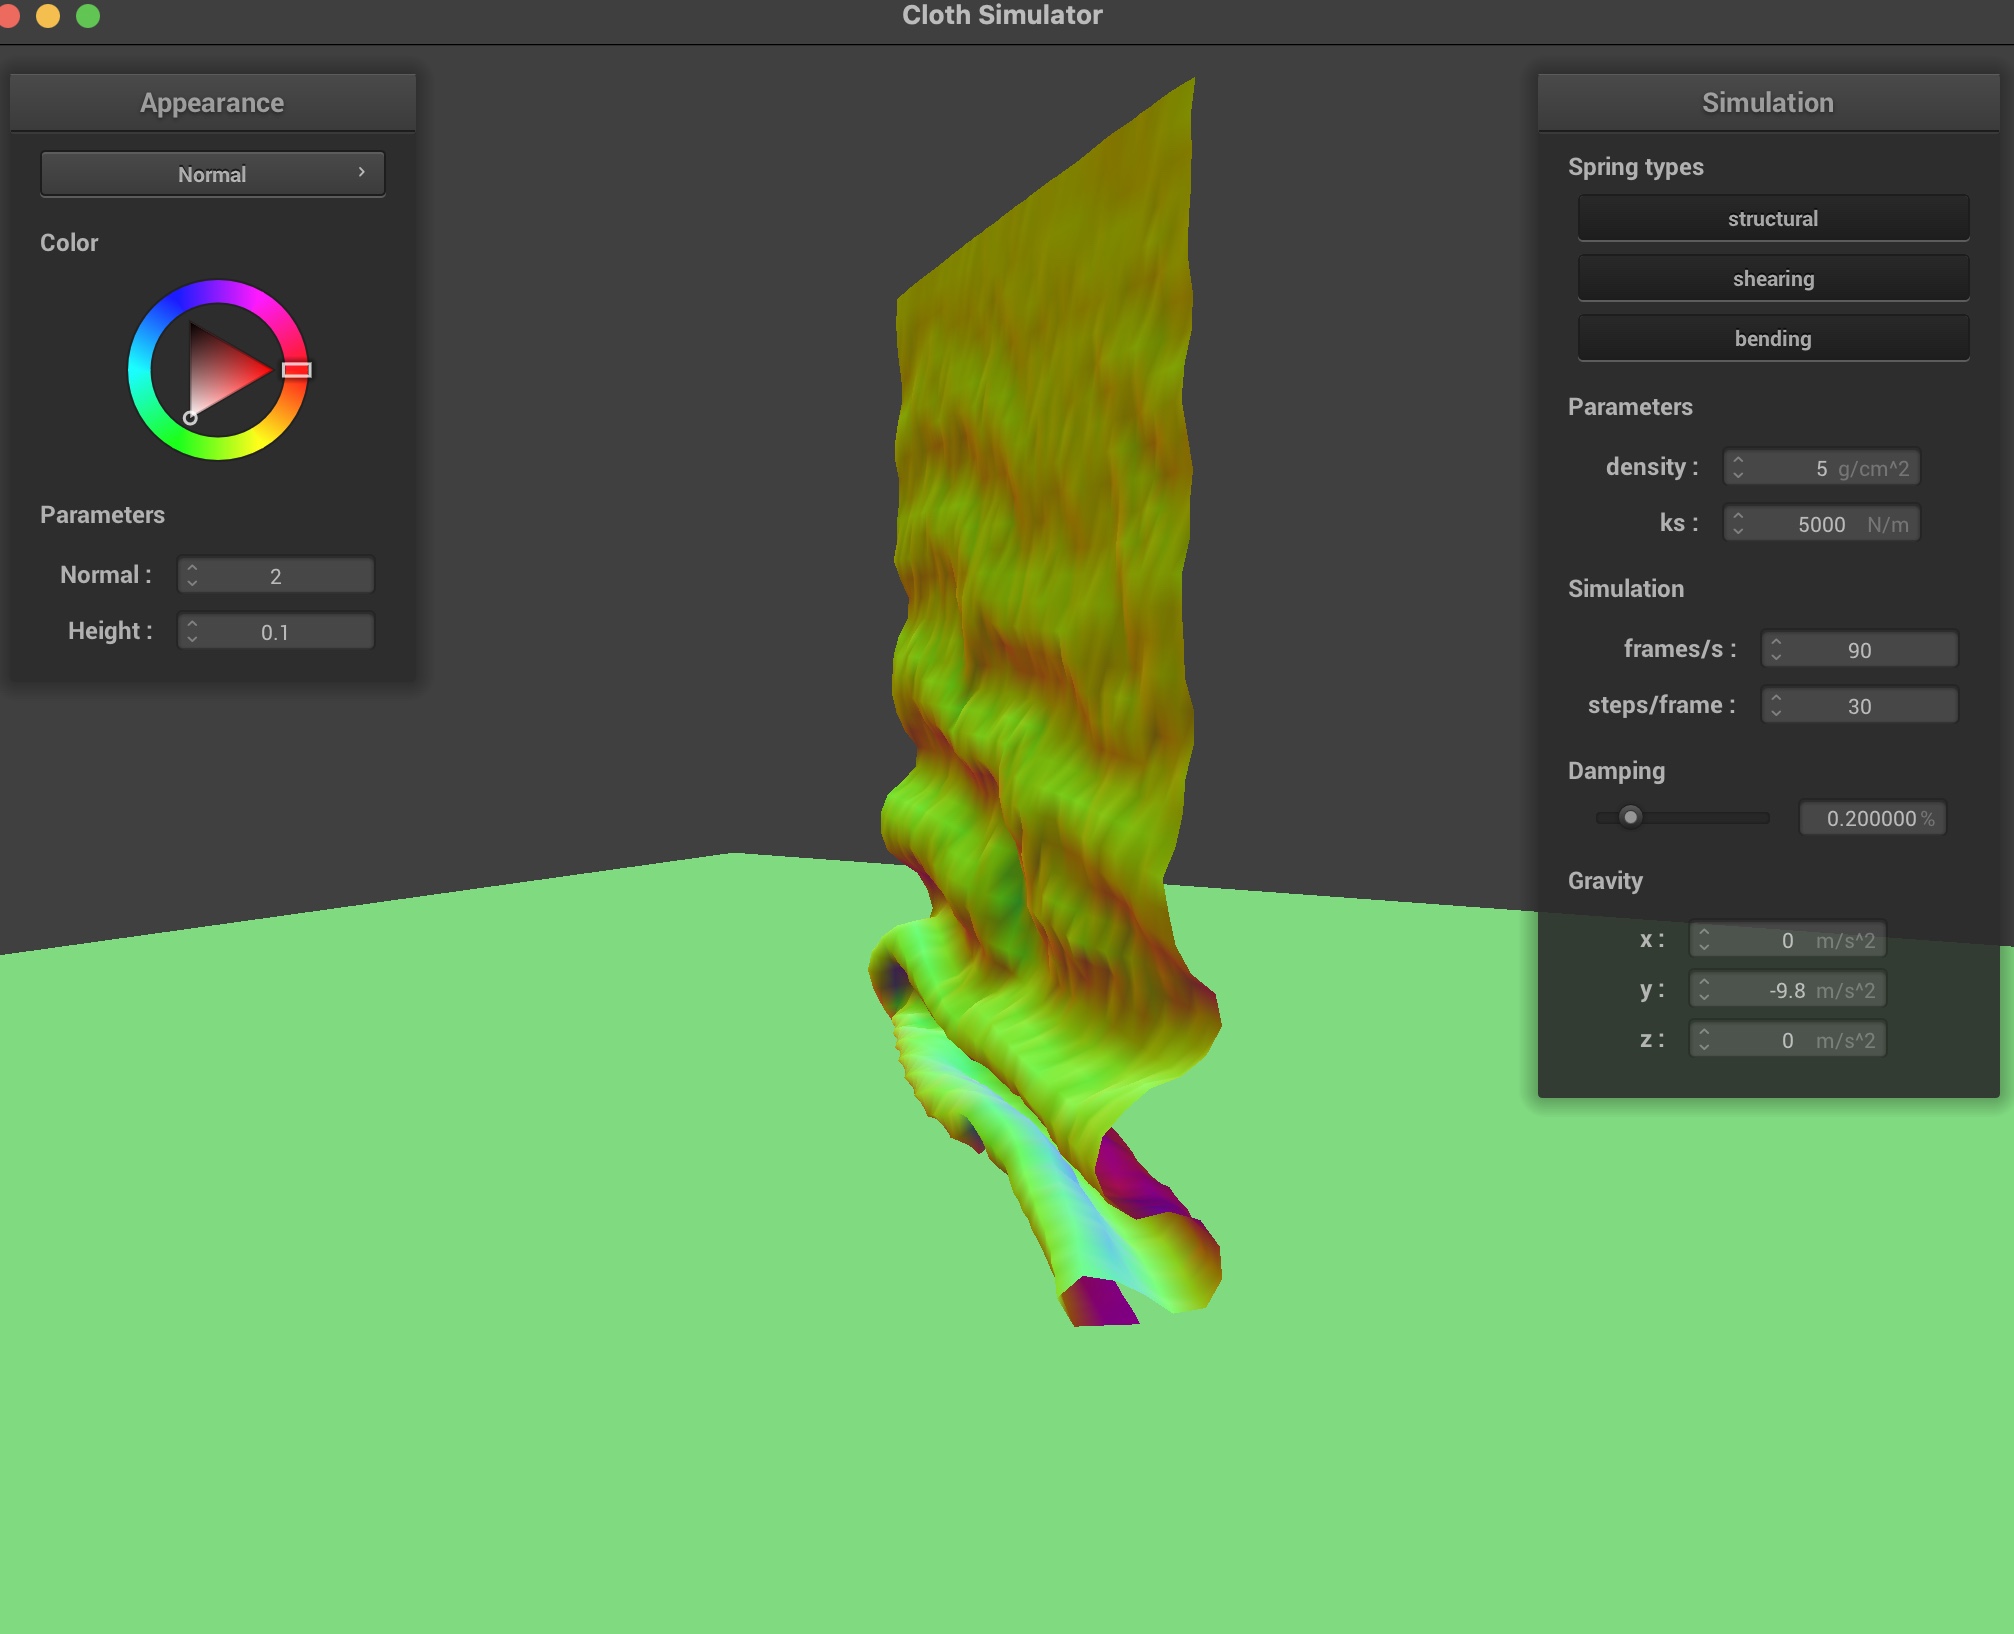 Cloth Simulator
Appearance
Normal
Color
Parameters
Normal : 2
Height : 0.1
Simulation
Spring types
structural
shearing
bending
Parameters
density : 5 g/cm^2
ks : 5000 N/m
Simulation
frames/s : 90
steps/frame : 30
Damping
0.200000 %
Gravity
x : 0 m/s^2
y : -9.8 m/s^2
z : 0 m/s^2